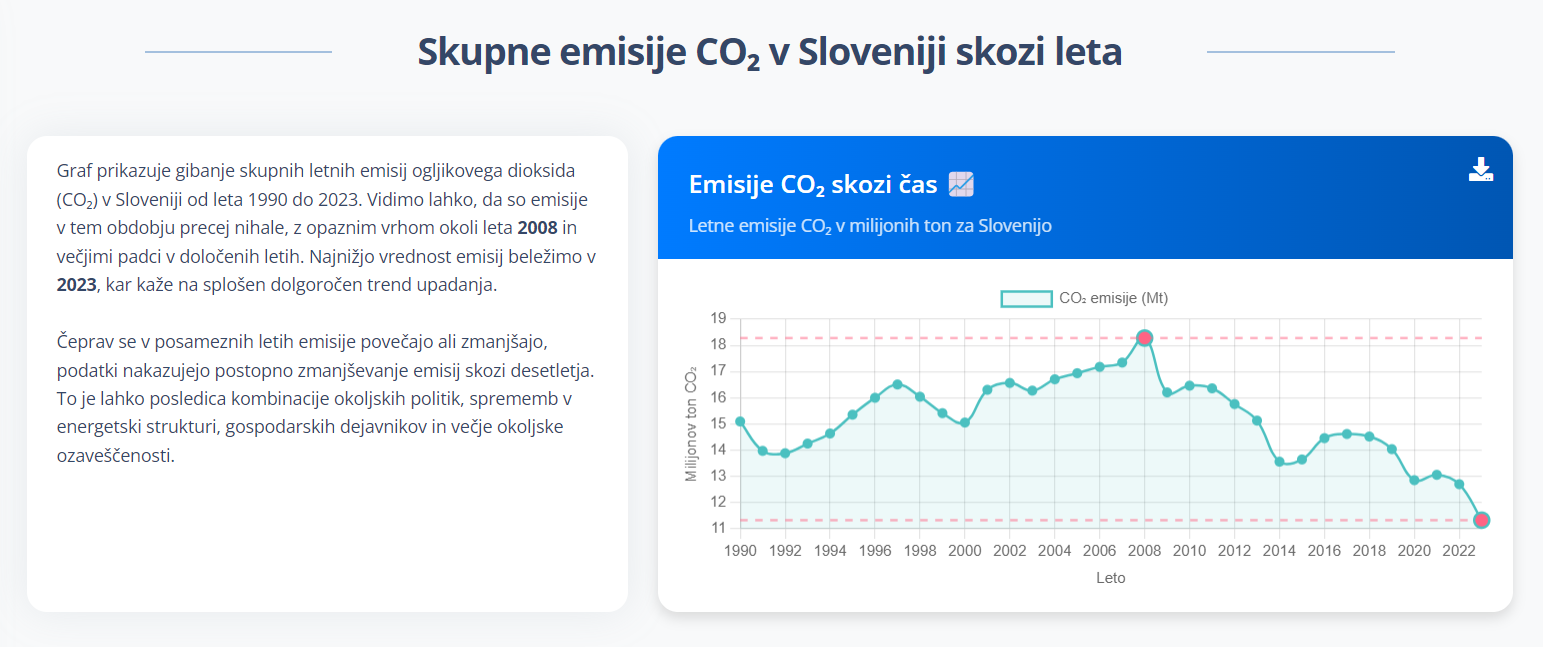 Skupne emisije CO₂ v Sloveniji skozi leta
Graf prikazuje gibanje skupnih letnih emisij ogljikovega dioksida
(CO₂) v Sloveniji od leta 1990 do 2023. Vidimo lahko, da so emisije
v tem obdobju precej nihale, z opaznim vrhom okoli leta 2008 in
večjimi padci v določenih letih. Najnižjo vrednost emisij beležimo v
2023, kar kaže na splošen dolgoročen trend upadanja.
Čeprav se v posameznih letih emisije povečajo ali zmanjšajo,
podatki nakazujejo postopno zmanjševanje emisij skozi desetletja.
To je lahko posledica kombinacije okoljskih politik, sprememb v
energetski strukturi, gospodarskih dejavnikov in večje okoljske
ozaveščenosti.
Emisije CO₂ skozi čas
Letne emisije CO₂ v milijonih ton za Slovenijo
CO₂ emisije (Mt)
Milijonov ton CO₂
19
18
17
16
15
14
13
12
11
1990 1992 1994 1996 1998 2000 2002 2004 2006 2008 2010 2012 2014 2016 2018 2020 2022
Leto